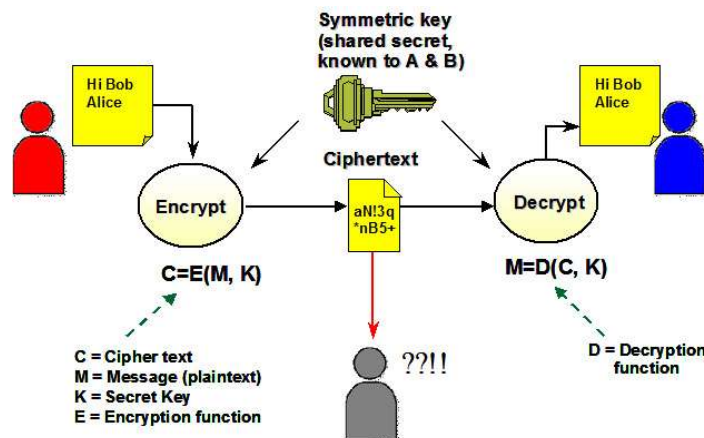 Symmetric key
(shared secret,
known to A & B)
Hi Bob
Alice
Hi Bob
Alice
Ciphertext
Encrypt
aN!3q
*nB5+
Decrypt
C=E(M, K)
M=D(C, K)
??!!
C = Cipher text
M = Message (plaintext)
K = Secret Key
E = Encryption function
D = Decryption
function